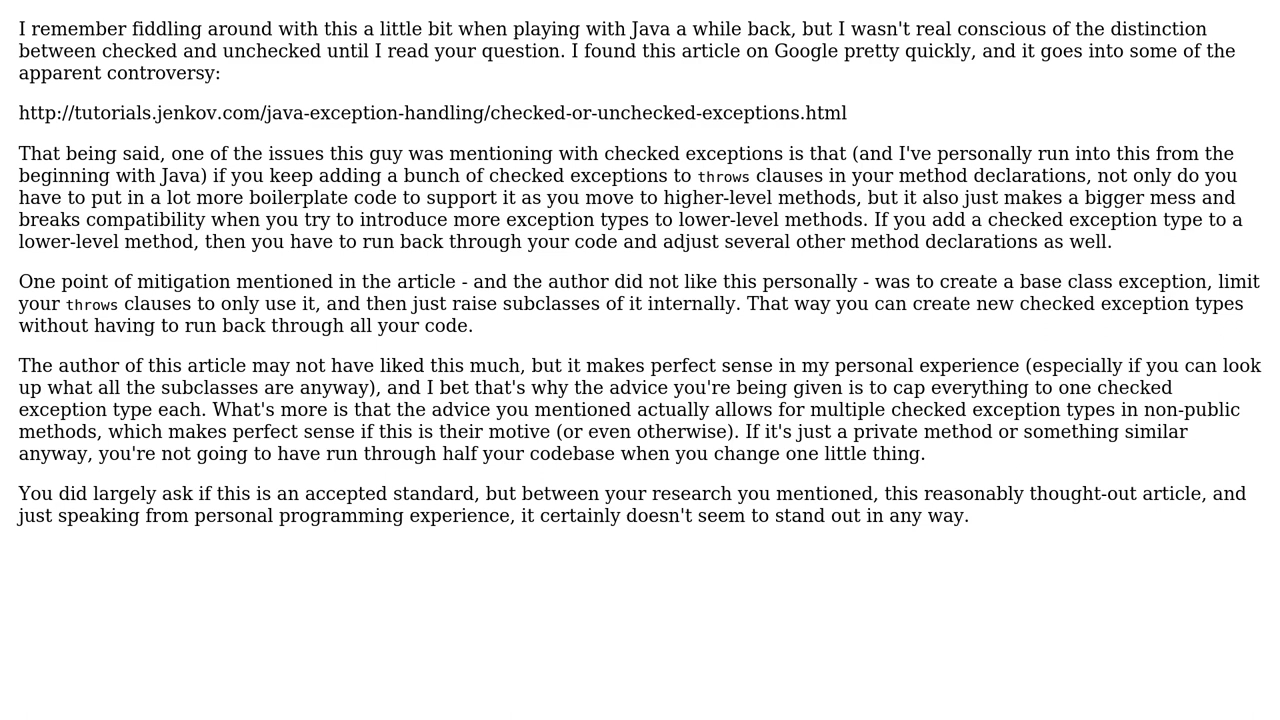 I remember fiddling around with this a little bit when playing with Java a while back, but I wasn't real conscious of the distinction
between checked and unchecked until I read your question. I found this article on Google pretty quickly, and it goes into some of the
apparent controversy:
http://tutorials.jenkov.com/java-exception-handling/checked-or-unchecked-exceptions.html
That being said, one of the issues this guy was mentioning with checked exceptions is that (and I've personally run into this from the
beginning with Java) if you keep adding a bunch of checked exceptions to throws clauses in your method declarations, not only do you
have to put in a lot more boilerplate code to support it as you move to higher-level methods, but it also just makes a bigger mess and
breaks compatibility when you try to introduce more exception types to lower-level methods. If you add a checked exception type to a
lower-level method, then you have to run back through your code and adjust several other method declarations as well.
One point of mitigation mentioned in the article - and the author did not like this personally - was to create a base class exception, limit
your throws clauses to only use it, and then just raise subclasses of it internally. That way you can create new checked exception types
without having to run back through all your code.
The author of this article may not have liked this much, but it makes perfect sense in my personal experience (especially if you can look
up what all the subclasses are anyway), and I bet that's why the advice you're being given is to cap everything to one checked
exception type each. What's more is that the advice you mentioned actually allows for multiple checked exception types in non-public
methods, which makes perfect sense if this is their motive (or even otherwise). If it's just a private method or something similar
anyway, you're not going to have run through half your codebase when you change one little thing.
You did largely ask if this is an accepted standard, but between your research you mentioned, this reasonably thought-out article, and
just speaking from personal programming experience, it certainly doesn't seem to stand out in any way.